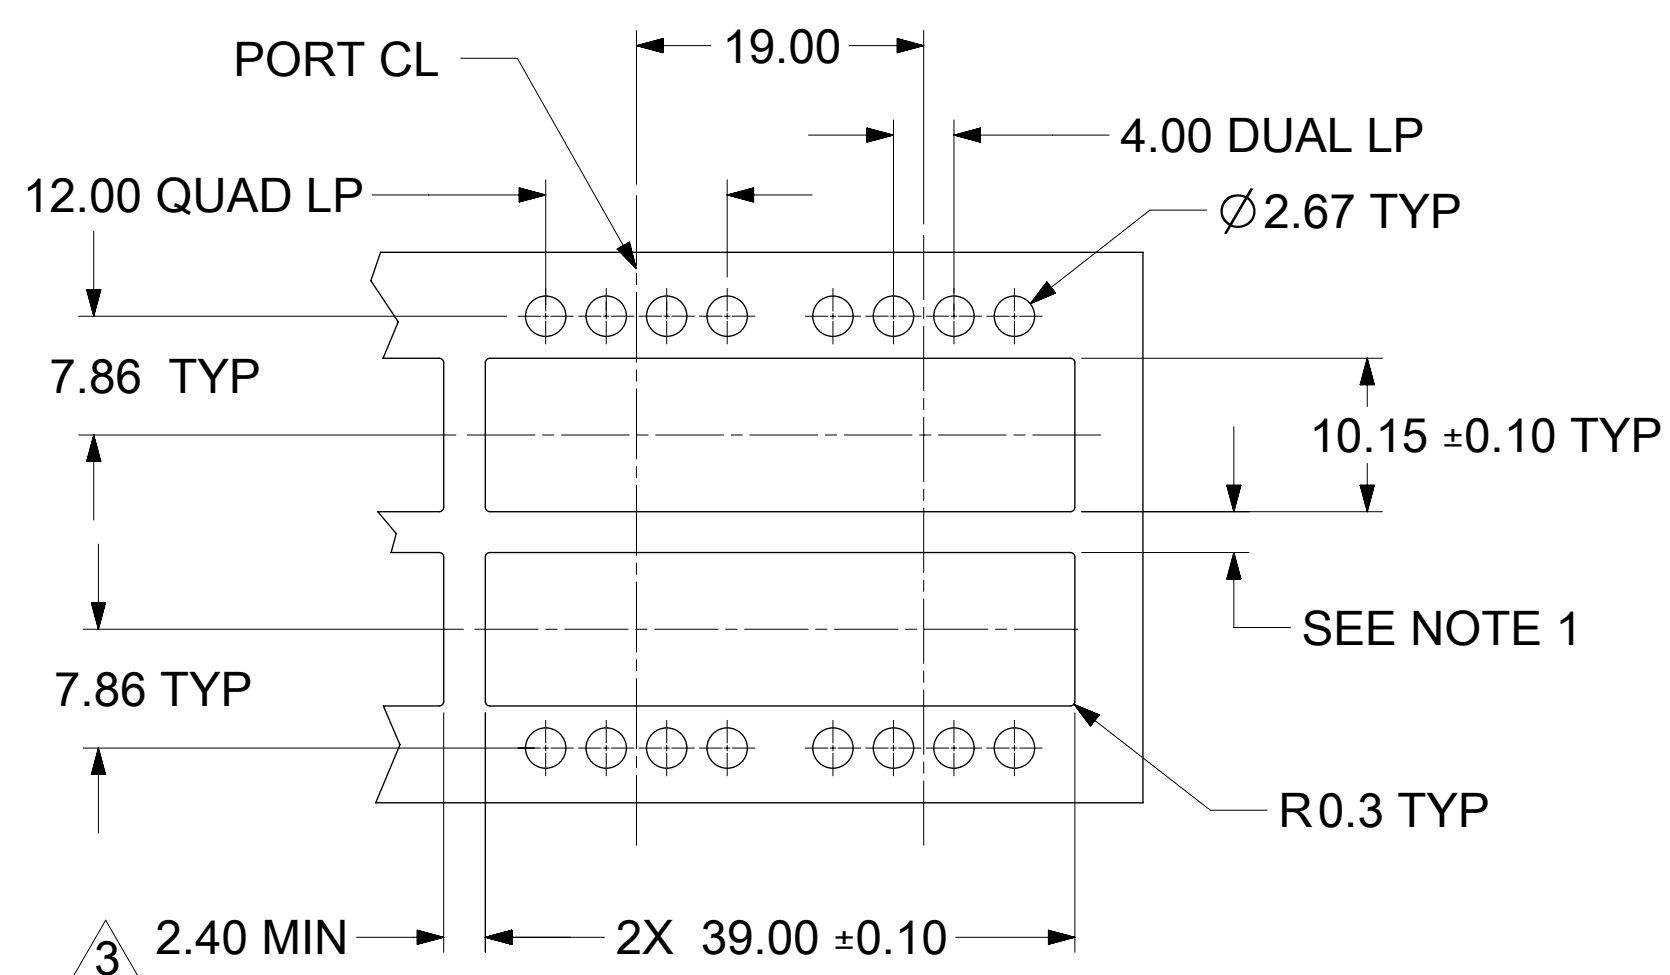 PORT CL
19.00
4.00 DUAL LP
12.00 QUAD LP
Ø2.67 TYP
7.86 TYP
10.15 ±0.10 TYP
SEE NOTE 1
7.86 TYP
R0.3 TYP
3
2.40 MIN
2X 39.00 ±0.10